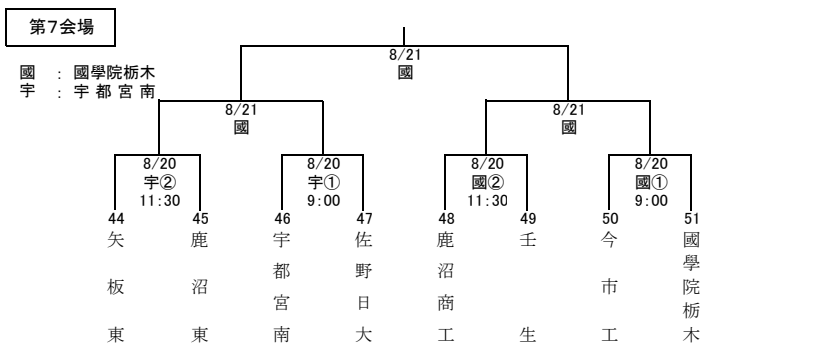 第7会場
國 : 國學院栃木
宇 : 宇都宮南
8/21
國
8/21
國
8/21
國
8/20
宇②
11:30
8/20
宇①
9:00
8/20
國②
11:30
8/20
國①
9:00
44
矢板東
45
鹿沼東
46
宇都宮南
47
佐野日大
48
鹿沼商工
49
壬生
50
今市工
51
國學院栃木